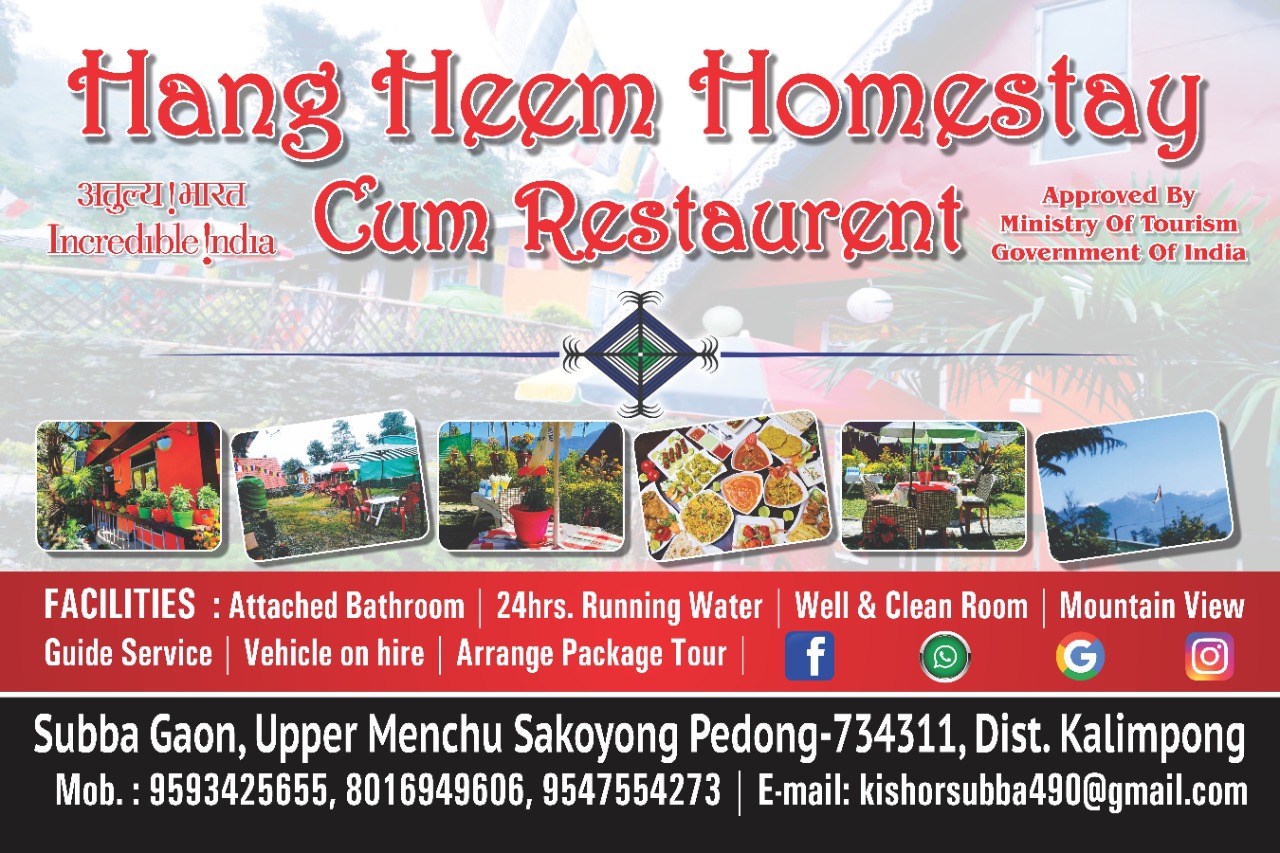 Hang Heem Homestay
अतुल्य!भारत
Incredible !ndia
Cum Restaurent
Approved By
Ministry Of Tourism
Government Of India
FACILITIES : Attached Bathroom | 24hrs. Running Water | Well & Clean Room | Mountain View
Guide Service | Vehicle on hire | Arrange Package Tour |
Subba Gaon, Upper Menchu Sakoyong Pedong-734311, Dist. Kalimpong
Mob. : 9593425655, 8016949606, 9547554273 | E-mail: kishorsubba490@gmail.com